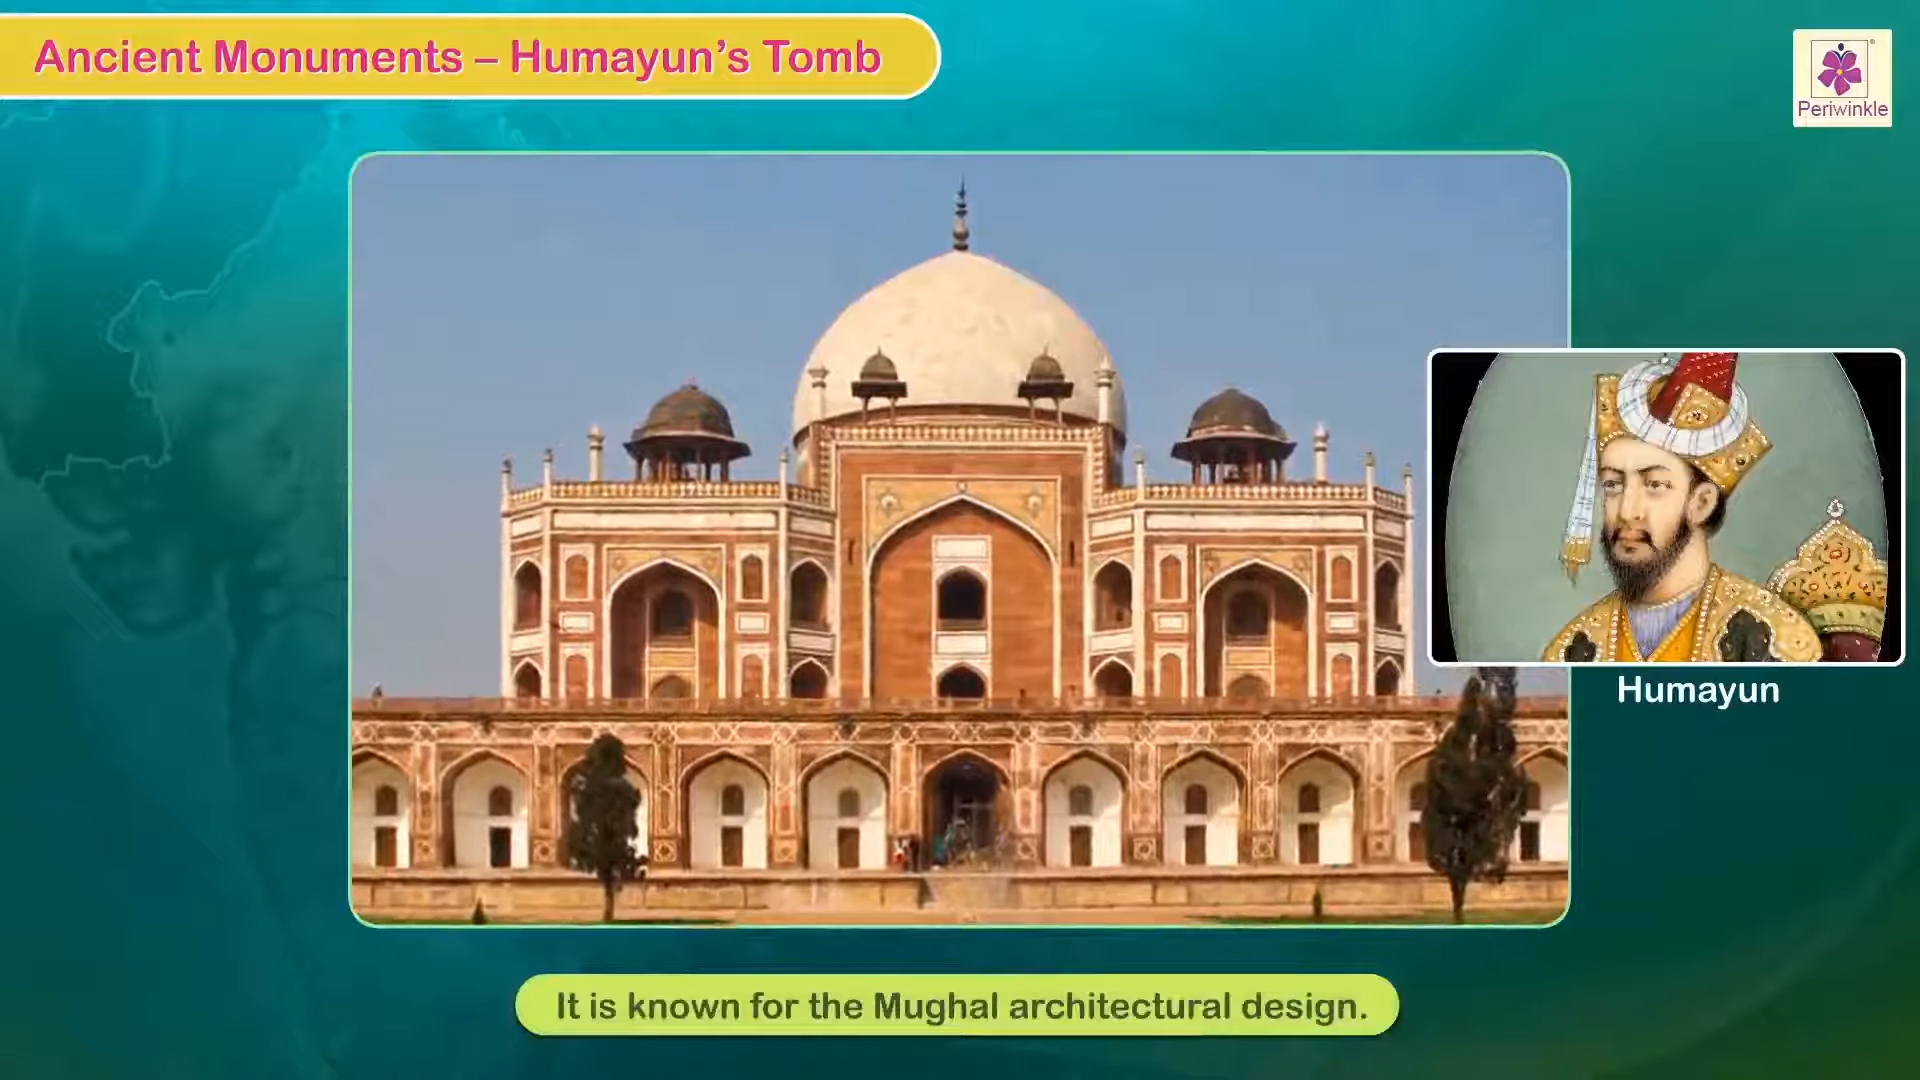 Ancient Monuments – Humayun's Tomb
Periwinkle
Humayun
It is known for the Mughal architectural design.